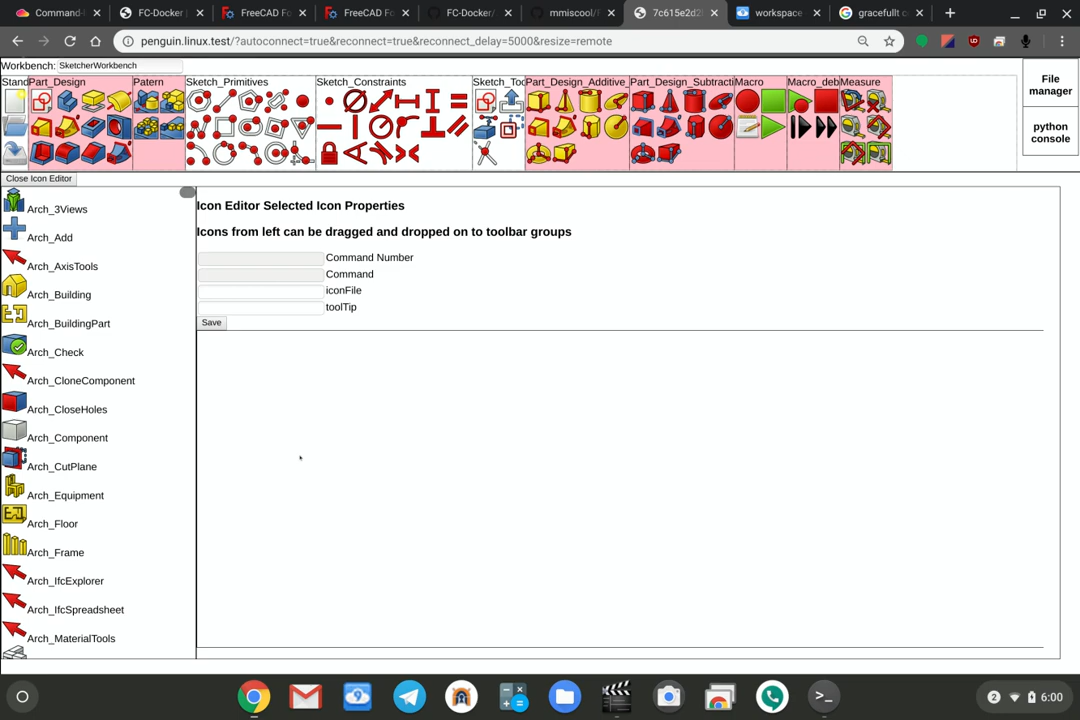 Command
FC-Docker
FreeCAD Fo
FreeCAD Fo
FC-Docker/
mmiscool/F
7c615e2d2
workspace
gracefullt c
penguin.linux.test/?autoconnect=true&reconnect=true&reconnect_delay=5000&resize=remote
Workbench: SketcherWorkbench
Stand Part_Design Patern Sketch_Primitives Sketch_Constraints Sketch_Too Part_Design_Additive_ Part_Design_Subtracti Macro Macro_deb Measure
File manager
python console
Close Icon Editor
Arch_3Views
Arch_Add
Arch_AxisTools
Arch_Building
Arch_BuildingPart
Arch_Check
Arch_CloneComponent
Arch_CloseHoles
Arch_Component
Arch_CutPlane
Arch_Equipment
Arch_Floor
Arch_Frame
Arch_IfcExplorer
Arch_IfcSpreadsheet
Arch_MaterialTools
Icon Editor Selected Icon Properties
Icons from left can be dragged and dropped on to toolbar groups
Command Number
Command
iconFile
toolTip
Save
2
6:00